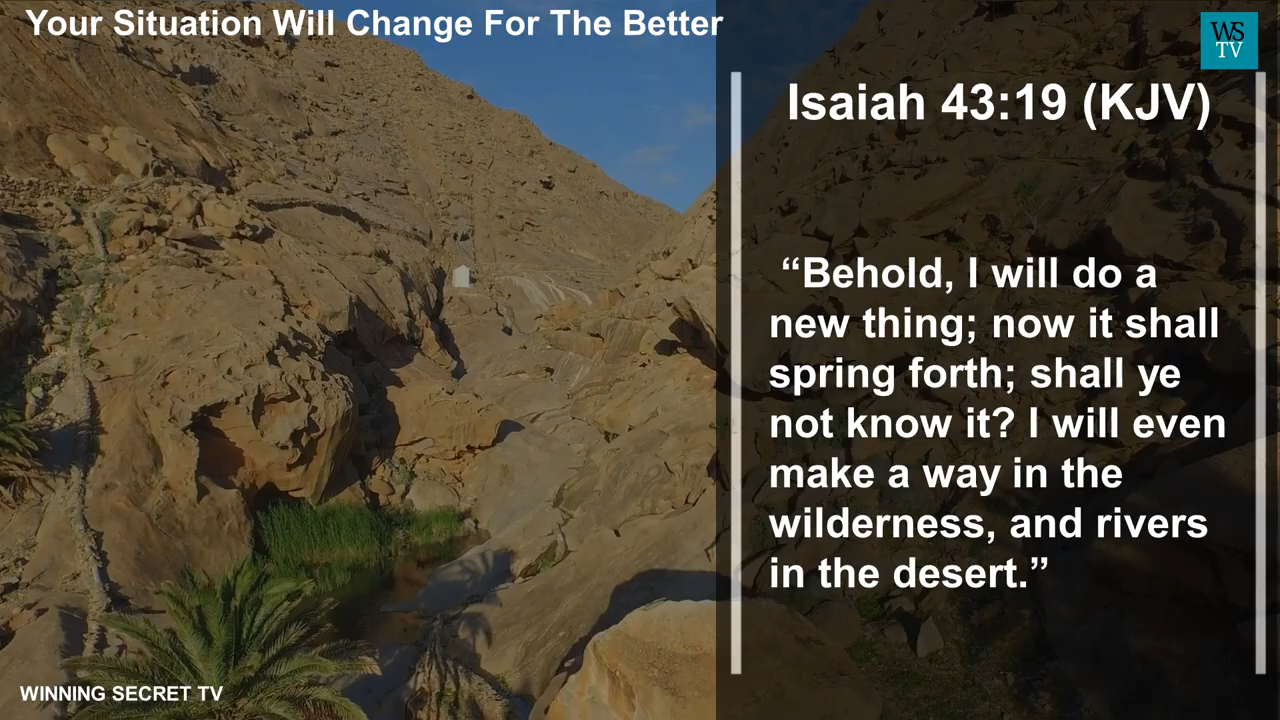 Your Situation Will Change For The Better
WS
TV
Isaiah 43:19 (KJV)
“Behold, I will do a
new thing; now it shall
spring forth; shall ye
not know it? I will even
make a way in the
wilderness, and rivers
in the desert.”
WINNING SECRET TV